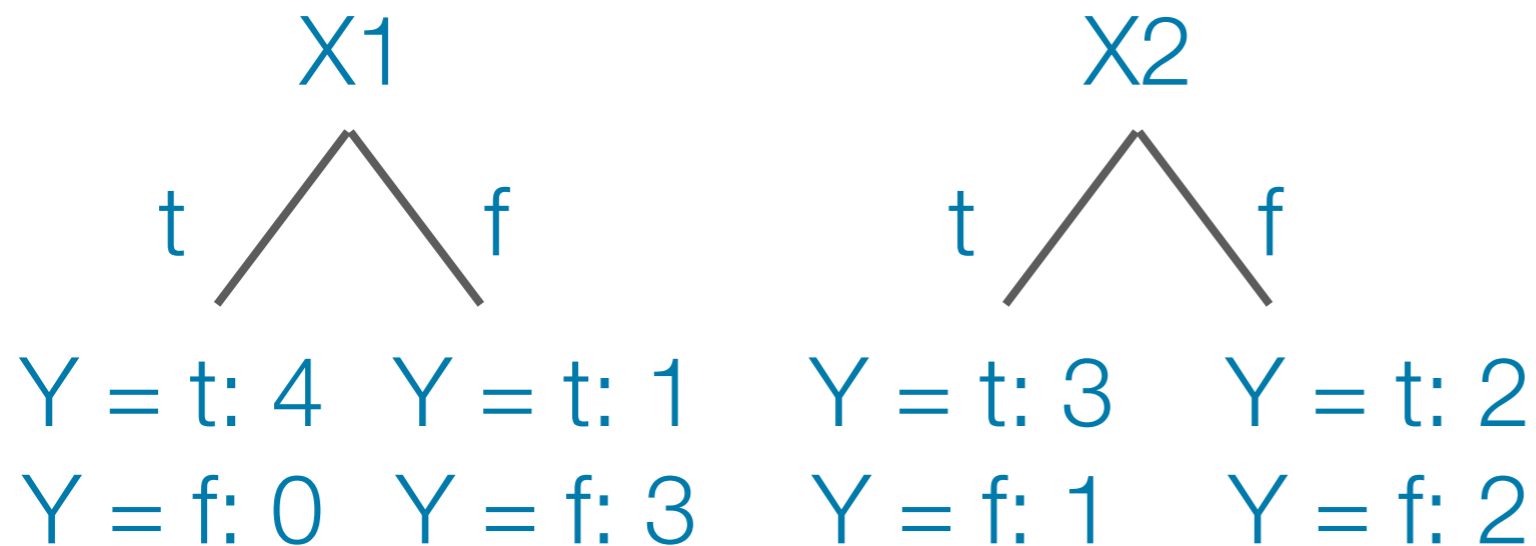 X1 X2
t f t f
Y = t: 4 Y = t: 1 Y = t: 3 Y = t: 2
Y = f: 0 Y = f: 3 Y = f: 1 Y = f: 2